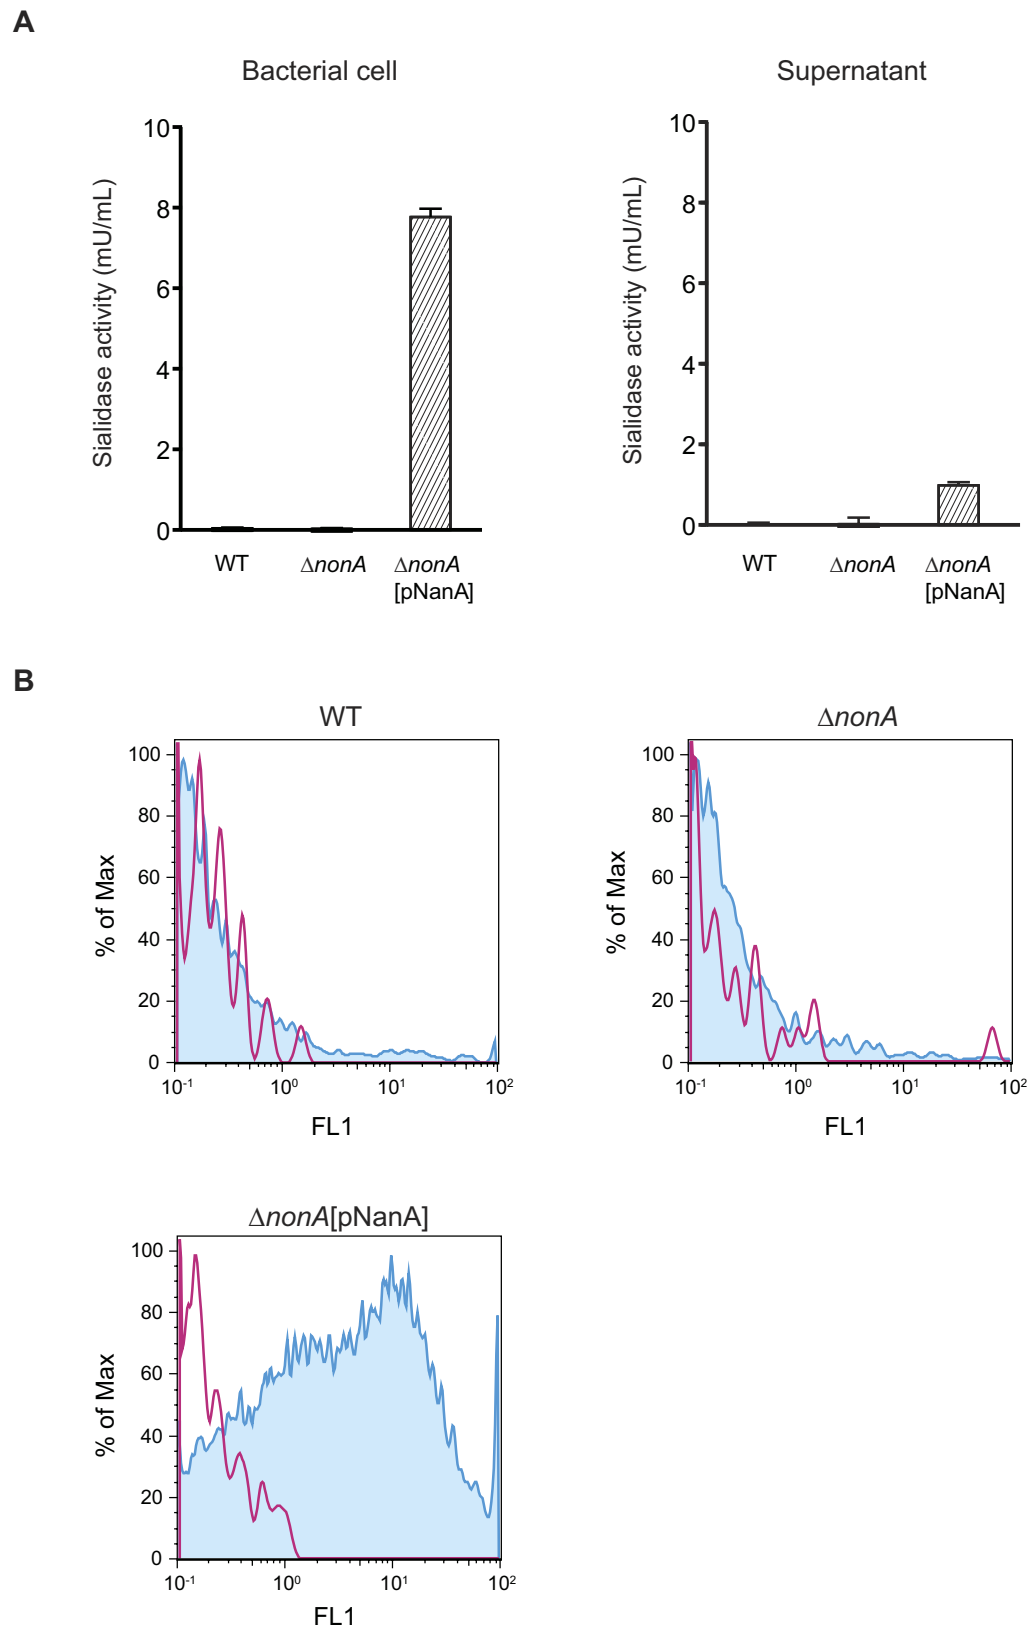 A
Bacterial cell
Supernatant
Sialidase activity (mU/mL)
10
8
6
4
2
0
WT
ΔnonA
ΔnonA
[pNanA]
Sialidase activity (mU/mL)
10
8
6
4
2
0
WT
ΔnonA
ΔnonA
[pNanA]
B
WT
% of Max
100
80
60
40
20
0
10-1
100
101
102
FL1
ΔnonA
% of Max
100
80
60
40
20
0
10-1
100
101
102
FL1
ΔnonA[pNanA]
% of Max
100
80
60
40
20
0
10-1
100
101
102
FL1